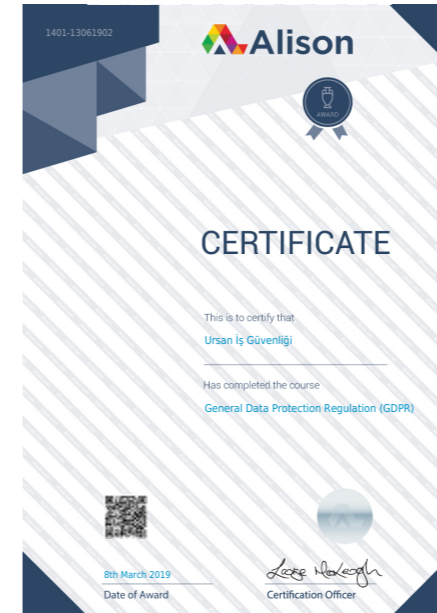 1401-13061902
Alison
AWARD
CERTIFICATE
This is to certify that
Ursan İş Güvenliği
Has completed the course
General Data Protection Regulation (GDPR)
8th March 2019
Date of Award
Certification Officer